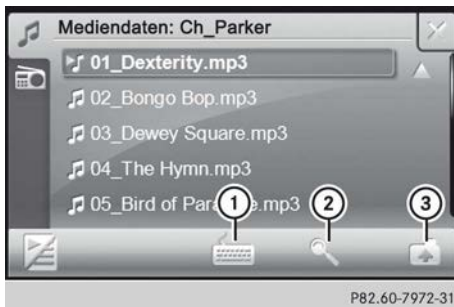 Mediendaten: Ch_Parker
01_Dexterity.mp3
02_Bongo Bop.mp3
03_Dewey Square.mp3
04_The Hymn.mp3
05_Bird of .mp3
1
2
3
P82.60-7972-31